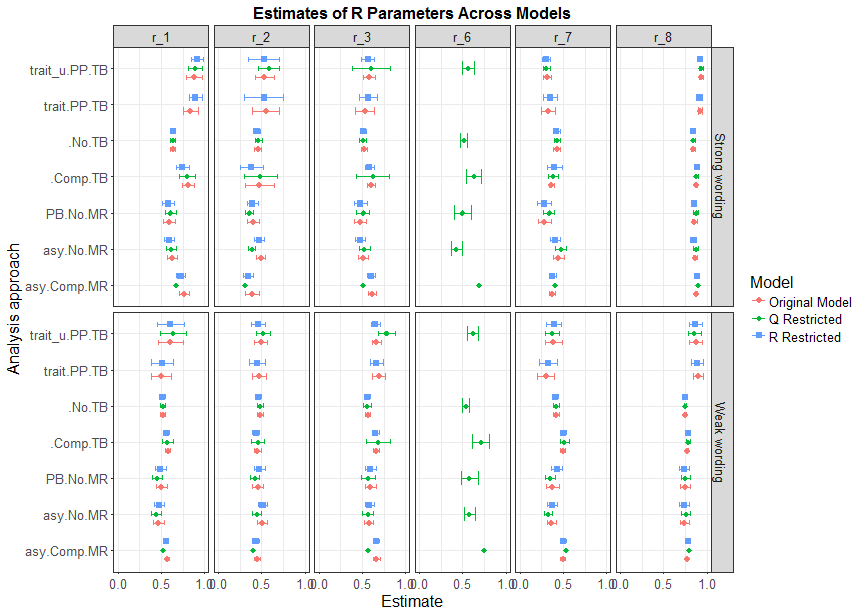 Estimates of R Parameters Across Models
r_1 r_2 r_3 r_6 r_7 r_8
trait_u.PP.TB
trait.PP.TB
.No.TB
.Comp.TB
PB.No.MR
asy.No.MR
asy.Comp.MR
Strong wording
trait_u.PP.TB
trait.PP.TB
.No.TB
.Comp.TB
PB.No.MR
asy.No.MR
asy.Comp.MR
Weak wording
Analysis approach
0.0 0.5 1.0 0.0 0.5 1.0 0.0 0.5 1.0 0.0 0.5 1.0 0.0 0.5 1.0 0.0 0.5 1.0
Estimate
Model
Original Model
Q Restricted
R Restricted